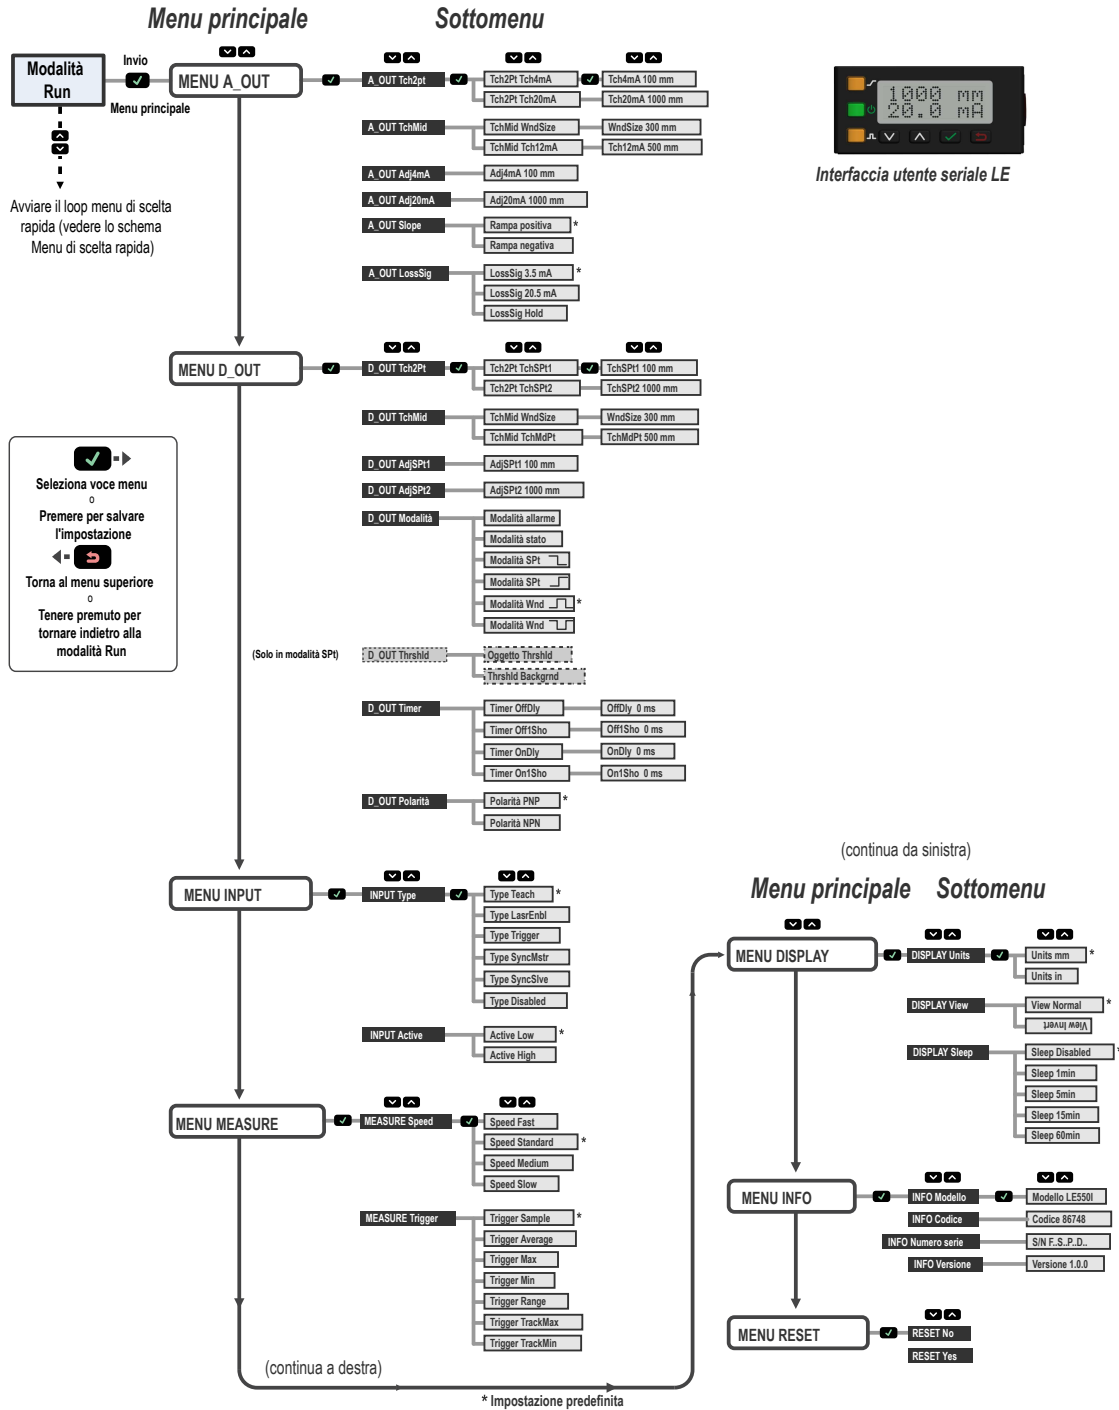 Menu principale
Sottomenu
Modalità
Run
Invio
Menu principale
Avviare il loop menu di scelta
rapida (vedere lo schema
Menu di scelta rapida)
MENU A_OUT
A_OUT Tch2pt
Tch2Pt Tch4mA
Tch4mA 100 mm
Tch2Pt Tch20mA
Tch20mA 1000 mm
A_OUT TchMid
TchMid WndSize
WndSize 300 mm
TchMid Tch12mA
Tch12mA 500 mm
A_OUT Adj4mA
Adj4mA 100 mm
A_OUT Adj20mA
Adj20mA 1000 mm
A_OUT Slope
Rampa positiva *
Rampa negativa
A_OUT LossSig
LossSig 3.5 mA *
LossSig 20.5 mA
LossSig Hold
1000 mm
20.0 mA
Interfaccia utente seriale LE
MENU D_OUT
D_OUT Tch2Pt
Tch2Pt TchSPt1
TchSPt1 100 mm
Tch2Pt TchSPt2
TchSPt2 1000 mm
D_OUT TchMid
TchMid WndSize
WndSize 300 mm
TchMid TchMdPt
TchMdPt 500 mm
D_OUT AdjSPt1
AdjSPt1 100 mm
D_OUT AdjSPt2
AdjSPt2 1000 mm
D_OUT Modalità
Modalità allarme
Modalità stato
Modalità SPt
Modalità SPt
Modalità Wnd *
Modalità Wnd
(Solo in modalità SPt)
D_OUT Thrshld
Oggetto Thrshld
Thrshld Backgrnd
D_OUT Timer
Timer OffDly
OffDly 0 ms
Timer Off1Sho
Off1Sho 0 ms
Timer OnDly
OnDly 0 ms
Timer On1Sho
On1Sho 0 ms
D_OUT Polarità
Polarità PNP *
Polarità NPN
Seleziona voce menu
o
Premere per salvare
l'impostazione
Torna al menu superiore
o
Tenere premuto per
tornare indietro alla
modalità Run
MENU INPUT
INPUT Type
Type Teach *
Type LasrEnbl
Type Trigger
Type SyncMstr
Type SyncSlve
Type Disabled
INPUT Active
Active Low *
Active High
MENU MEASURE
MEASURE Speed
Speed Fast
Speed Standard *
Speed Medium
Speed Slow
MEASURE Trigger
Trigger Sample *
Trigger Average
Trigger Max
Trigger Min
Trigger Range
Trigger TrackMax
Trigger TrackMin
(continua a destra)
* Impostazione predefinita
(continua da sinistra)
Menu principale
Sottomenu
MENU DISPLAY
DISPLAY Units
Units mm *
Units in
DISPLAY View
View Normal *
View Invert
DISPLAY Sleep
Sleep Disabled *
Sleep 1min
Sleep 5min
Sleep 15min
Sleep 60min
MENU INFO
INFO Modello
Modello LE550I
INFO Codice
Codice 86748
INFO Numero serie
S/N F..S..P..D..
INFO Versione
Versione 1.0.0
MENU RESET
RESET No
RESET Yes